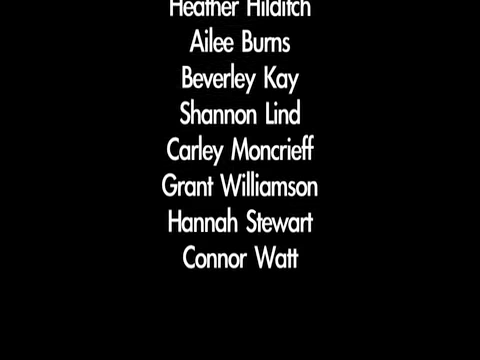 Heather Hilditch
Ailee Burns
Beverley Kay
Shannon Lind
Carley Moncrieff
Grant Williamson
Hannah Stewart
Connor Watt